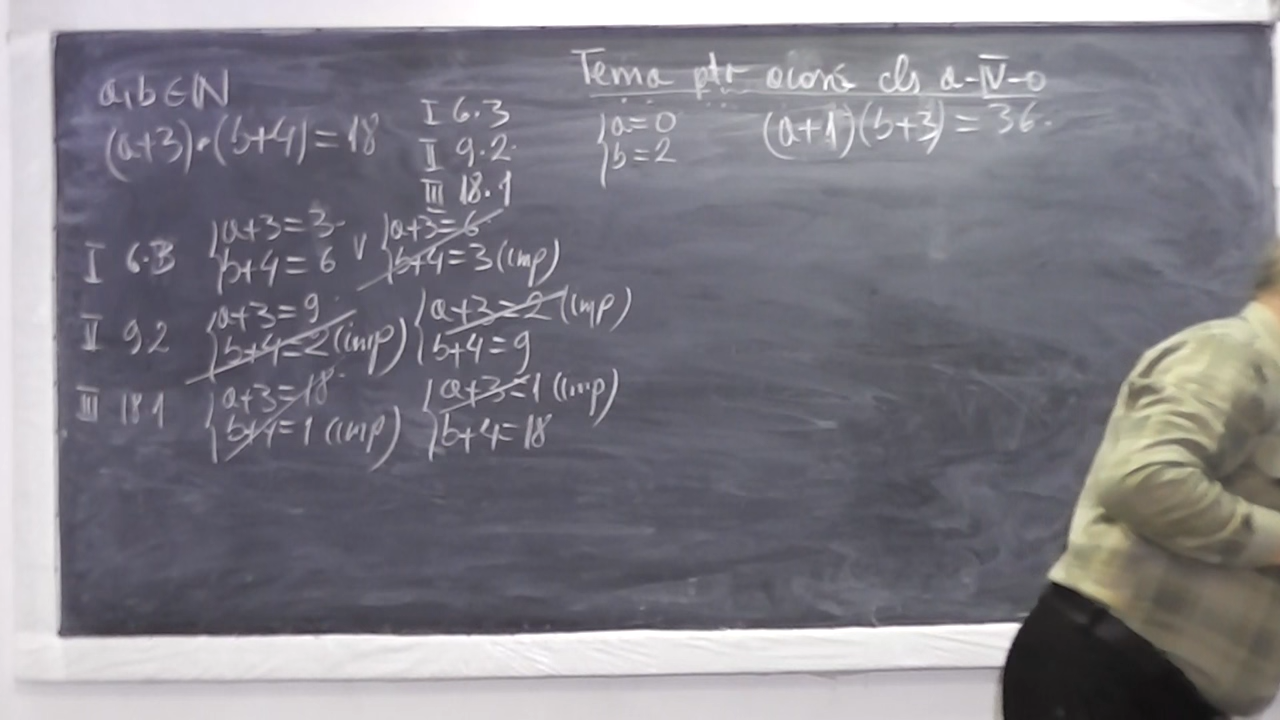 a,b∈ℕ
(a+3)•(b+4)=18
I 6·3
II 9·2
III 18·1
I 6·3 {a+3=3 b+4=6 V {a+3=6 b+4=3(imp)
II 9.2 {a+3=9 b+4=2(imp) {a+3=2(imp) b+4=9
III 18·1 {a+3=18 b+4=1(imp) {a+3=1(imp) b+4=18
Tema ptr acasă cls a-IV-a
{a=0 b=2
(a+1)(b+3)=36.